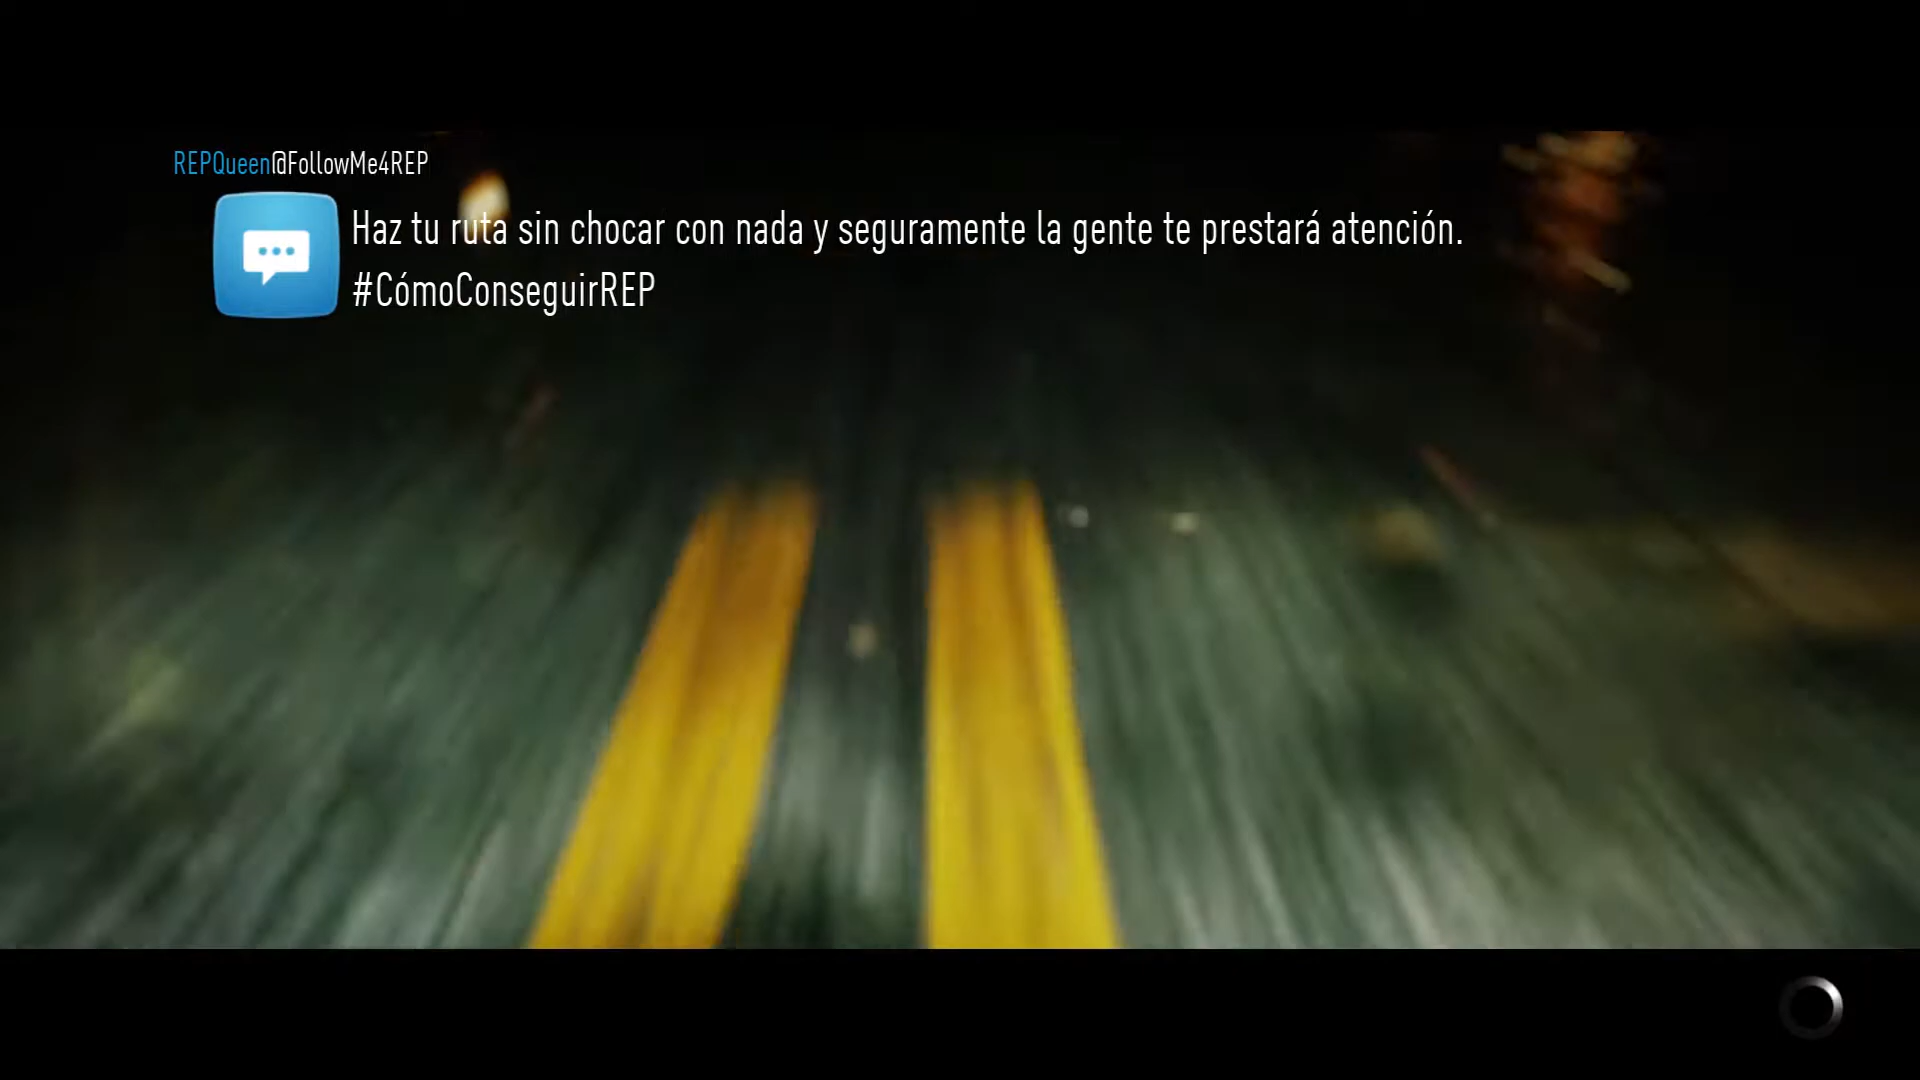 REPQueen@FollowMe4REP
Haz tu ruta sin chocar con nada y seguramente la gente te prestará atención.
#CómoConseguirREP